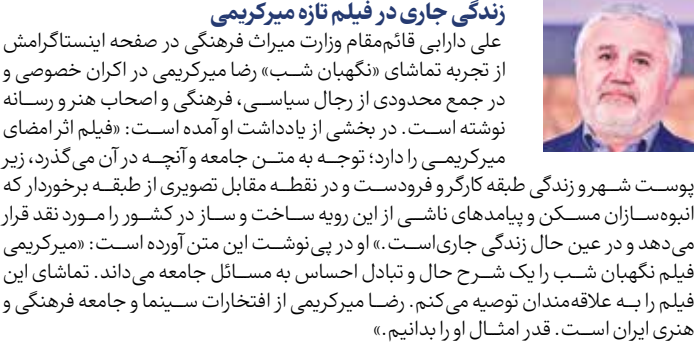 زندگی جاری در فیلم تازه میرکریمی
علی دارابی قائم‌مقام وزارت میراث فرهنگی در صفحه اینستاگرامش
از تجربه تماشای «نگهبان شب» رضا میرکریمی در اکران خصوصی و
در جمع محدودی از رجال سیاسی، فرهنگی و اصحاب هنر و رسانه
نوشته است. در بخشی از یادداشت او آمده است: «فیلم اثر امضای
میرکریمی را دارد؛ توجه به متن جامعه و آنچه در آن می‌گذرد، زیر
پوست شهر و زندگی طبقه کارگر و فرودست و در نقطه مقابل تصویری از طبقه برخوردار که
انبوه‌سازان مسکن و پیامدهای ناشی از این رویه ساخت و ساز در کشور را مورد نقد قرار
می‌دهد و در عین حال زندگی جاری‌است.» او در پی‌نوشت این متن آورده است: «میرکریمی
فیلم نگهبان شب را یک شرح حال و تبادل احساس به مسائل جامعه می‌داند. تماشای این
فیلم را به علاقه‌مندان توصیه می‌کنم. رضا میرکریمی از افتخارات سینما و جامعه فرهنگی و
هنری ایران است. قدر امثال او را بدانیم.»